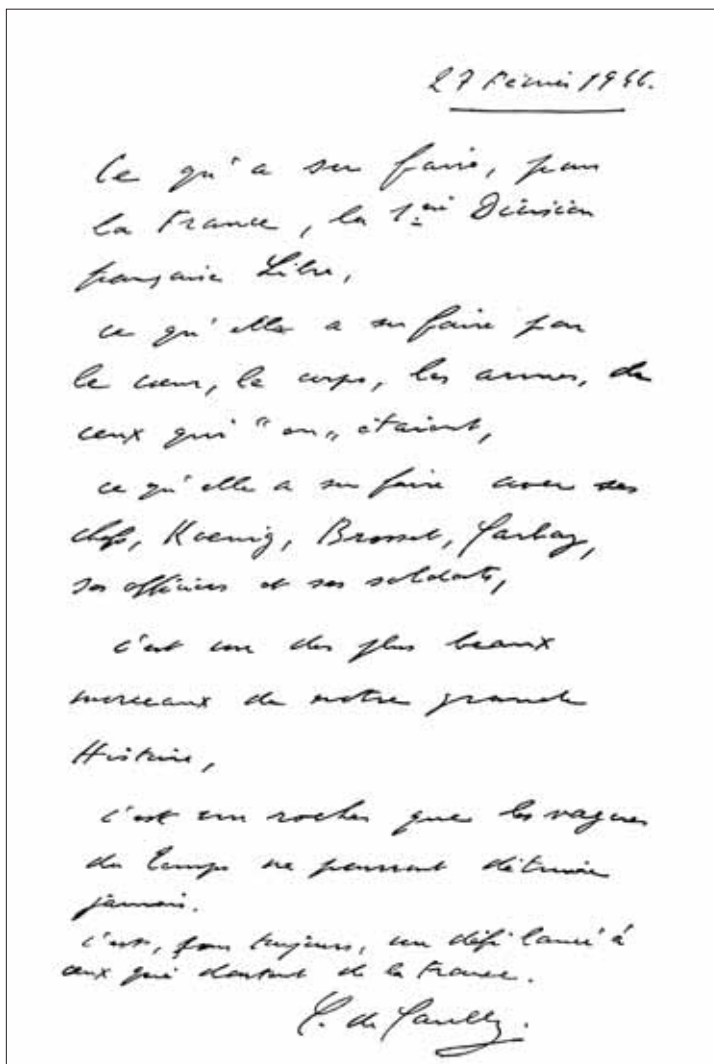 27 Février 1946.
Ce qu'a su faire, pour
la France, la 1ère Division
française Libre,
ce qu'elle a su faire par
le cœur, le corps, les armes, de
ceux qui "en" étaient,
ce qu'elle a su faire avec ses
chefs, Kœnig, Brosset, Garbay,
ses officiers et ses soldats,
c'est un des plus beaux
morceaux de notre grande
Histoire,
c'est un rocher que les vagues
du temps ne pourront détruire
jamais.
C'est, pour toujours, un défi lancé à
ceux qui doutent de la France.
C. de Gaulle.